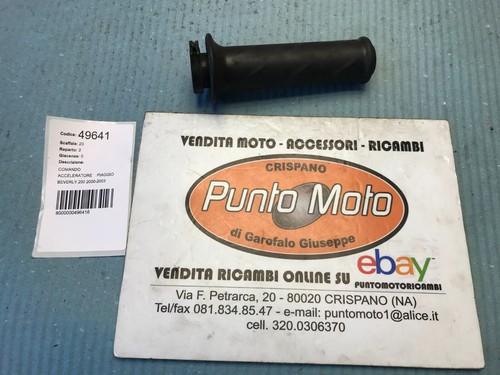 Codice: 49641
Scaffale: 23
Reparto: 2
Giacenza: 0
Descrizione:
COMANDO
ACCELERATORE PIAGGIO
BEVERLY 200 2000-2003
8000000496416
VENDITA MOTO - ACCESSORI - RICAMBI
CRISPANO
Punto Moto
di Garofalo Giuseppe
VENDITA RICAMBI ONLINE SU ebay
PUNTOMOTORICAMBI
Via F. Petrarca, 20 - 80020 CRISPANO (NA)
Tel/fax 081.834.85.47 - e-mail: puntomoto1@alice.it
cell. 320.0306370